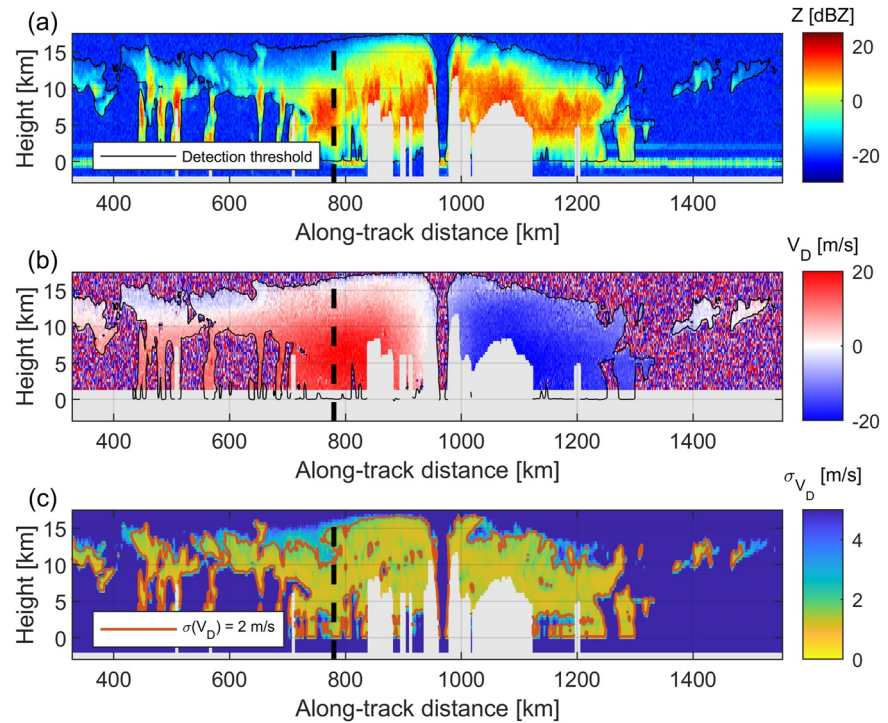 (a)
Z [dBZ]
Height [km]
15
10
5
0
20
0
-20
Detection threshold
400
600
800
1000
1200
1400
Along-track distance [km]
(b)
V_D [m/s]
Height [km]
15
10
5
0
20
0
-20
400
600
800
1000
1200
1400
Along-track distance [km]
(c)
σ_V_D [m/s]
Height [km]
15
10
5
0
4
2
0
σ(V_D) = 2 m/s
400
600
800
1000
1200
1400
Along-track distance [km]